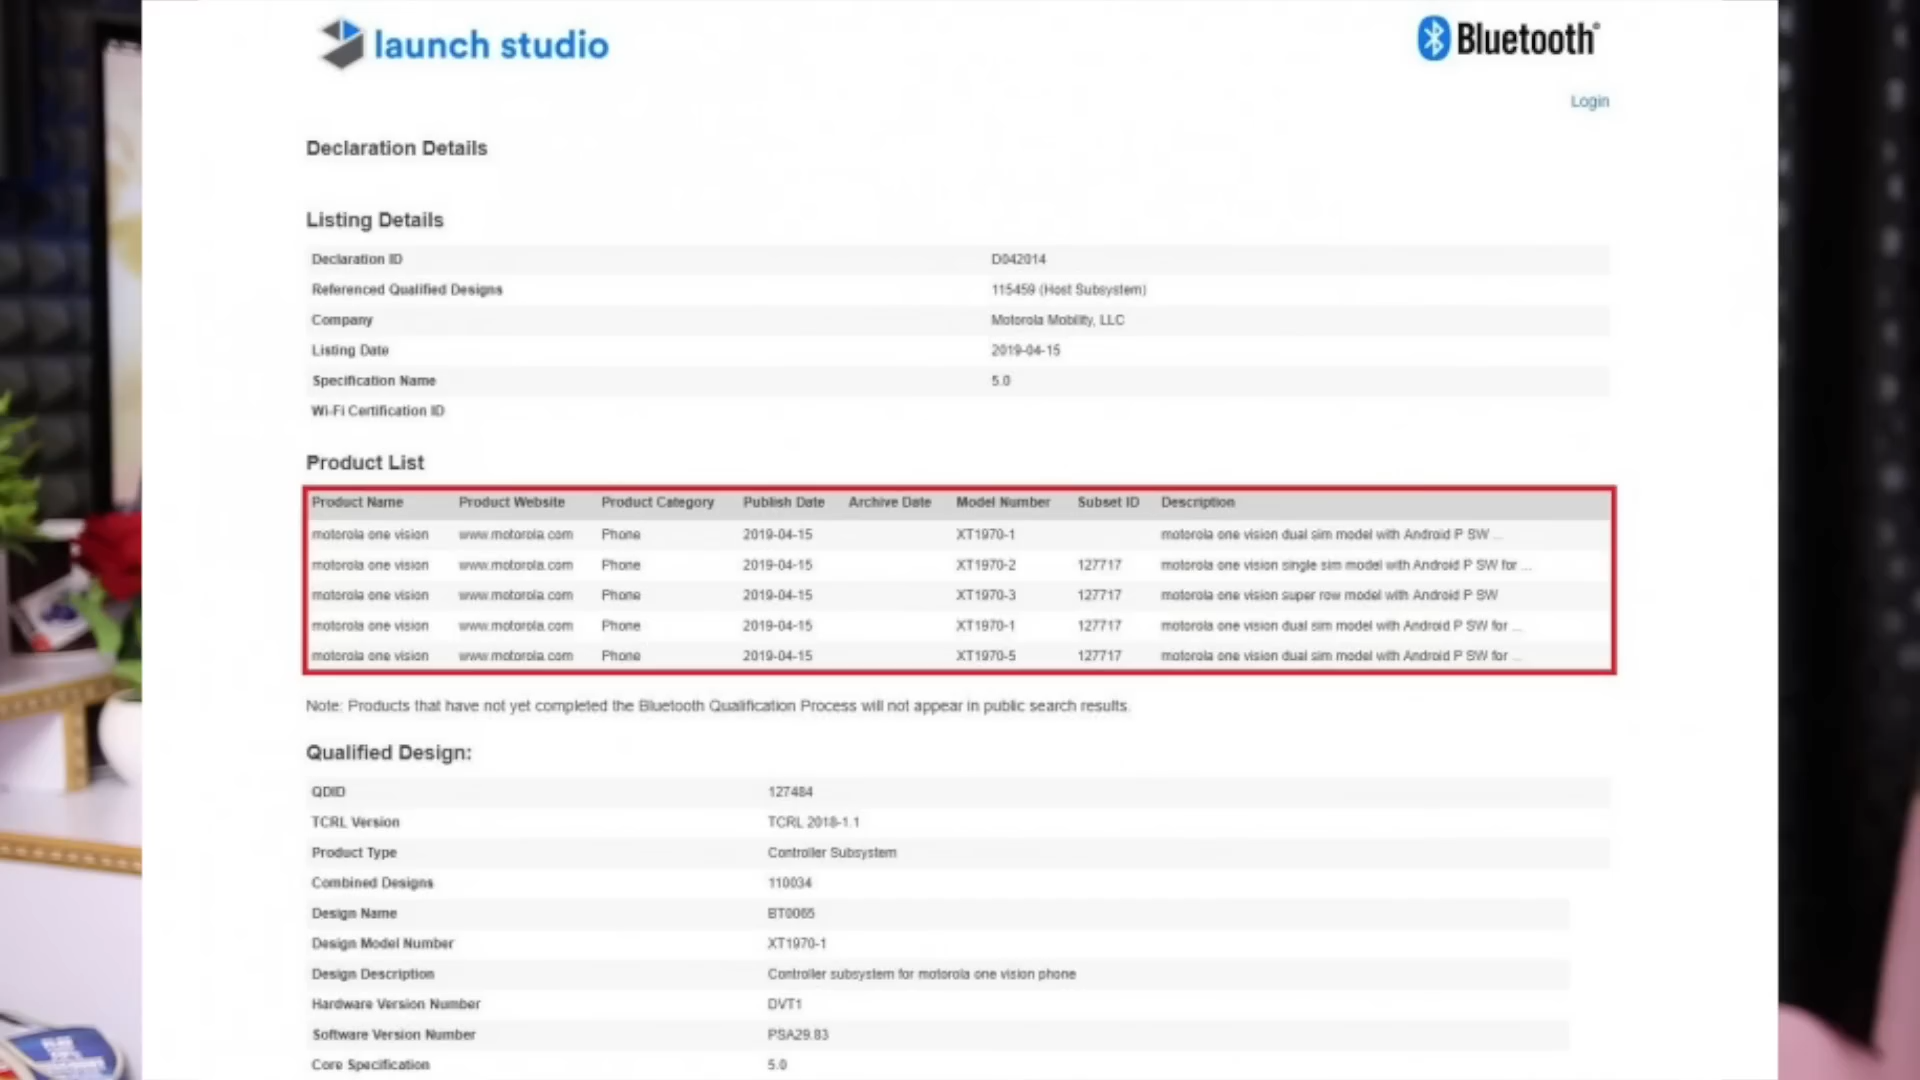 launch studio
Bluetooth®
Login
Declaration Details
Listing Details
Declaration ID D042014
Referenced Qualified Designs 115459 (Host Subsystem)
Company Motorola Mobility, LLC
Listing Date 2019-04-15
Specification Name 5.0
Wi-Fi Certification ID
Product List
Product Name Product Website Product Category Publish Date Archive Date Model Number Subset ID Description
motorola one vision www.motorola.com Phone 2019-04-15 XT1970-1 motorola one vision dual sim model with Android P SW ...
motorola one vision www.motorola.com Phone 2019-04-15 XT1970-2 127717 motorola one vision single sim model with Android P SW for ...
motorola one vision www.motorola.com Phone 2019-04-15 XT1970-3 127717 motorola one vision super row model with Android P SW
motorola one vision www.motorola.com Phone 2019-04-15 XT1970-1 127717 motorola one vision dual sim model with Android P SW for ...
motorola one vision www.motorola.com Phone 2019-04-15 XT1970-5 127717 motorola one vision dual sim model with Android P SW for ...
Note: Products that have not yet completed the Bluetooth Qualification Process will not appear in public search results.
Qualified Design:
QDID 127484
TCRL Version TCRL 2018-1.1
Product Type Controller Subsystem
Combined Designs 110034
Design Name BT0065
Design Model Number XT1970-1
Design Description Controller subsystem for motorola one vision phone
Hardware Version Number DVT1
Software Version Number PSA29.83
Core Specification 5.0